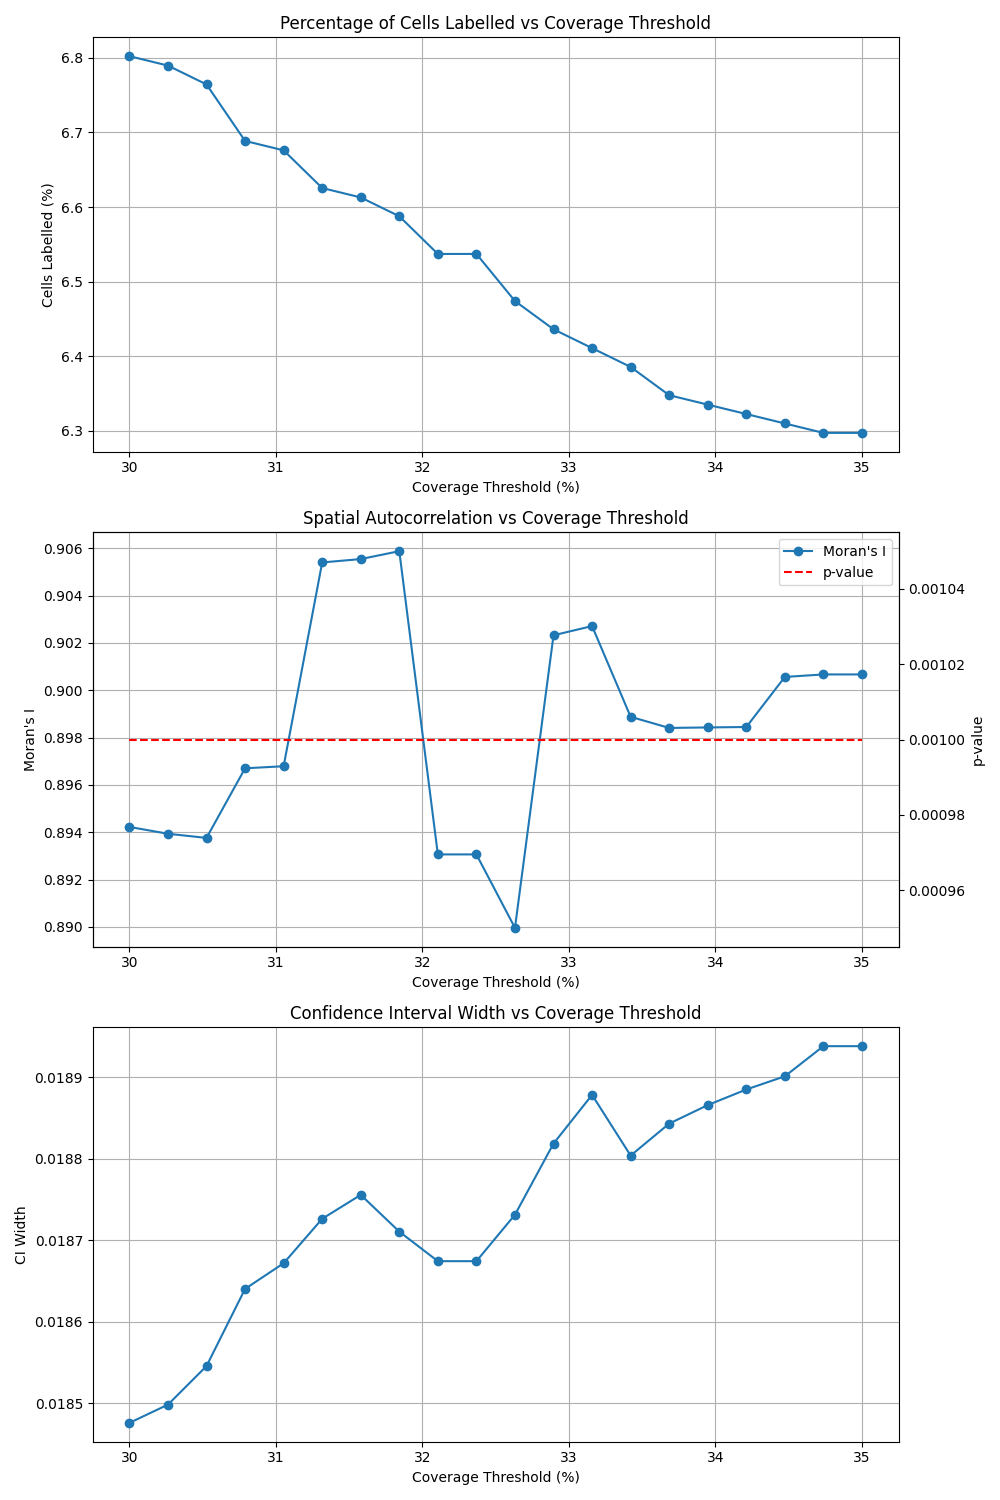 Percentage of Cells Labelled vs Coverage Threshold
6.8
6.7
6.6
6.5
6.4
6.3
Cells Labelled (%)
30 31 32 33 34 35
Coverage Threshold (%)
Spatial Autocorrelation vs Coverage Threshold
0.906
0.904
0.902
0.900
0.898
0.896
0.894
0.892
0.890
Moran's I
Moran's I
p-value
0.00104
0.00102
0.00100
0.00098
0.00096
p-value
30 31 32 33 34 35
Coverage Threshold (%)
Confidence Interval Width vs Coverage Threshold
0.0189
0.0188
0.0187
0.0186
0.0185
CI Width
30 31 32 33 34 35
Coverage Threshold (%)